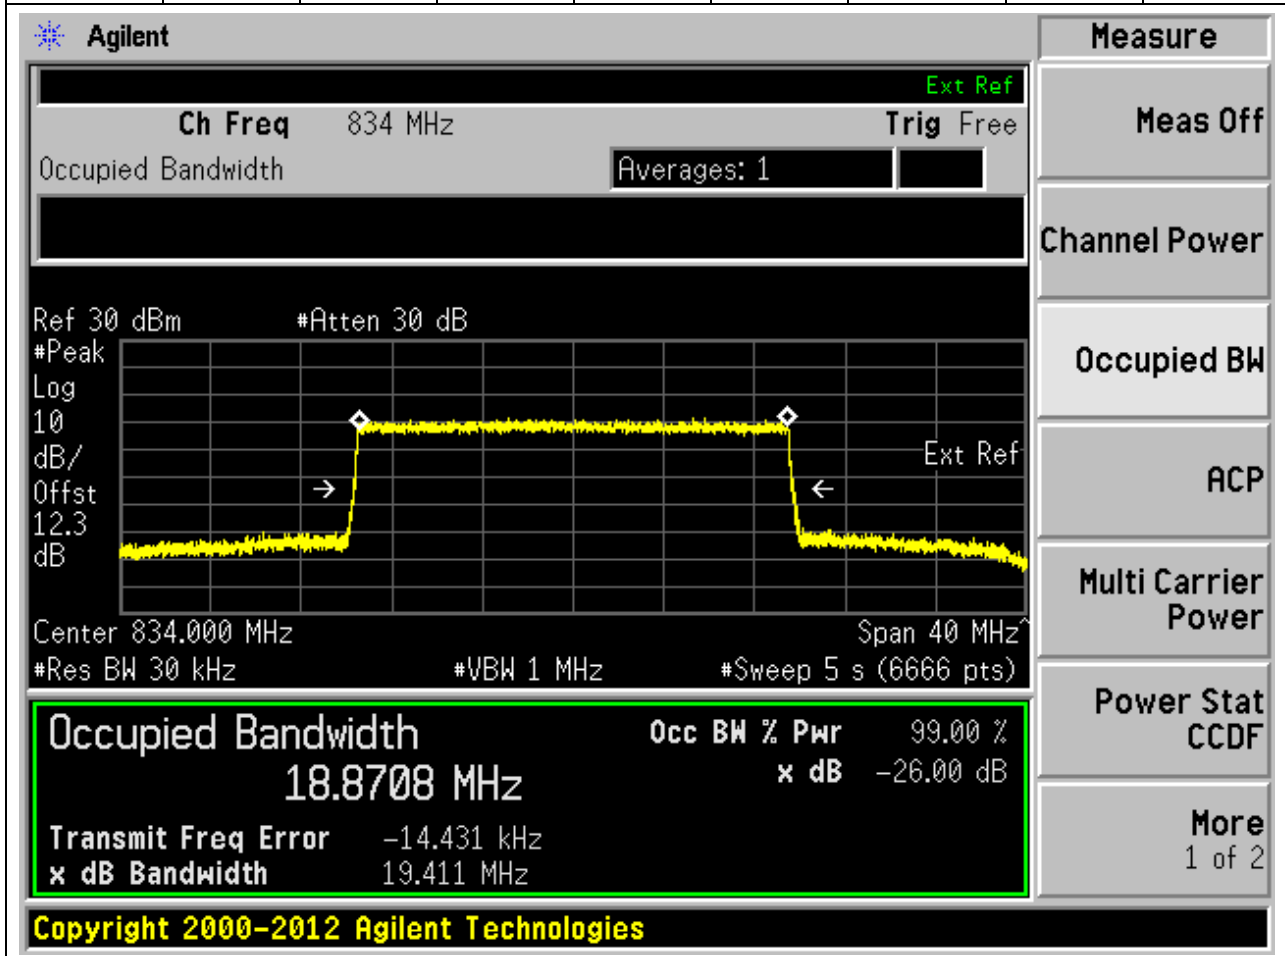 Agilent
Measure
Ext Ref
Ch Freq 834 MHz Trig Free
Occupied Bandwidth Averages: 1
Meas Off
Channel Power
Occupied BW
ACP
Multi Carrier
Power
Power Stat
CCDF
More
1 of 2
Ref 30 dBm #Atten 30 dB
#Peak
Log
10
dB/
Offst
12.3
dB
Ext Ref
Center 834.000 MHz Span 40 MHz^
#Res BW 30 kHz #VBW 1 MHz #Sweep 5 s (6666 pts)
Occupied Bandwidth Occ BW % Pwr 99.00 %
18.8708 MHz x dB -26.00 dB
Transmit Freq Error -14.431 kHz
x dB Bandwidth 19.411 MHz
Copyright 2000-2012 Agilent Technologies